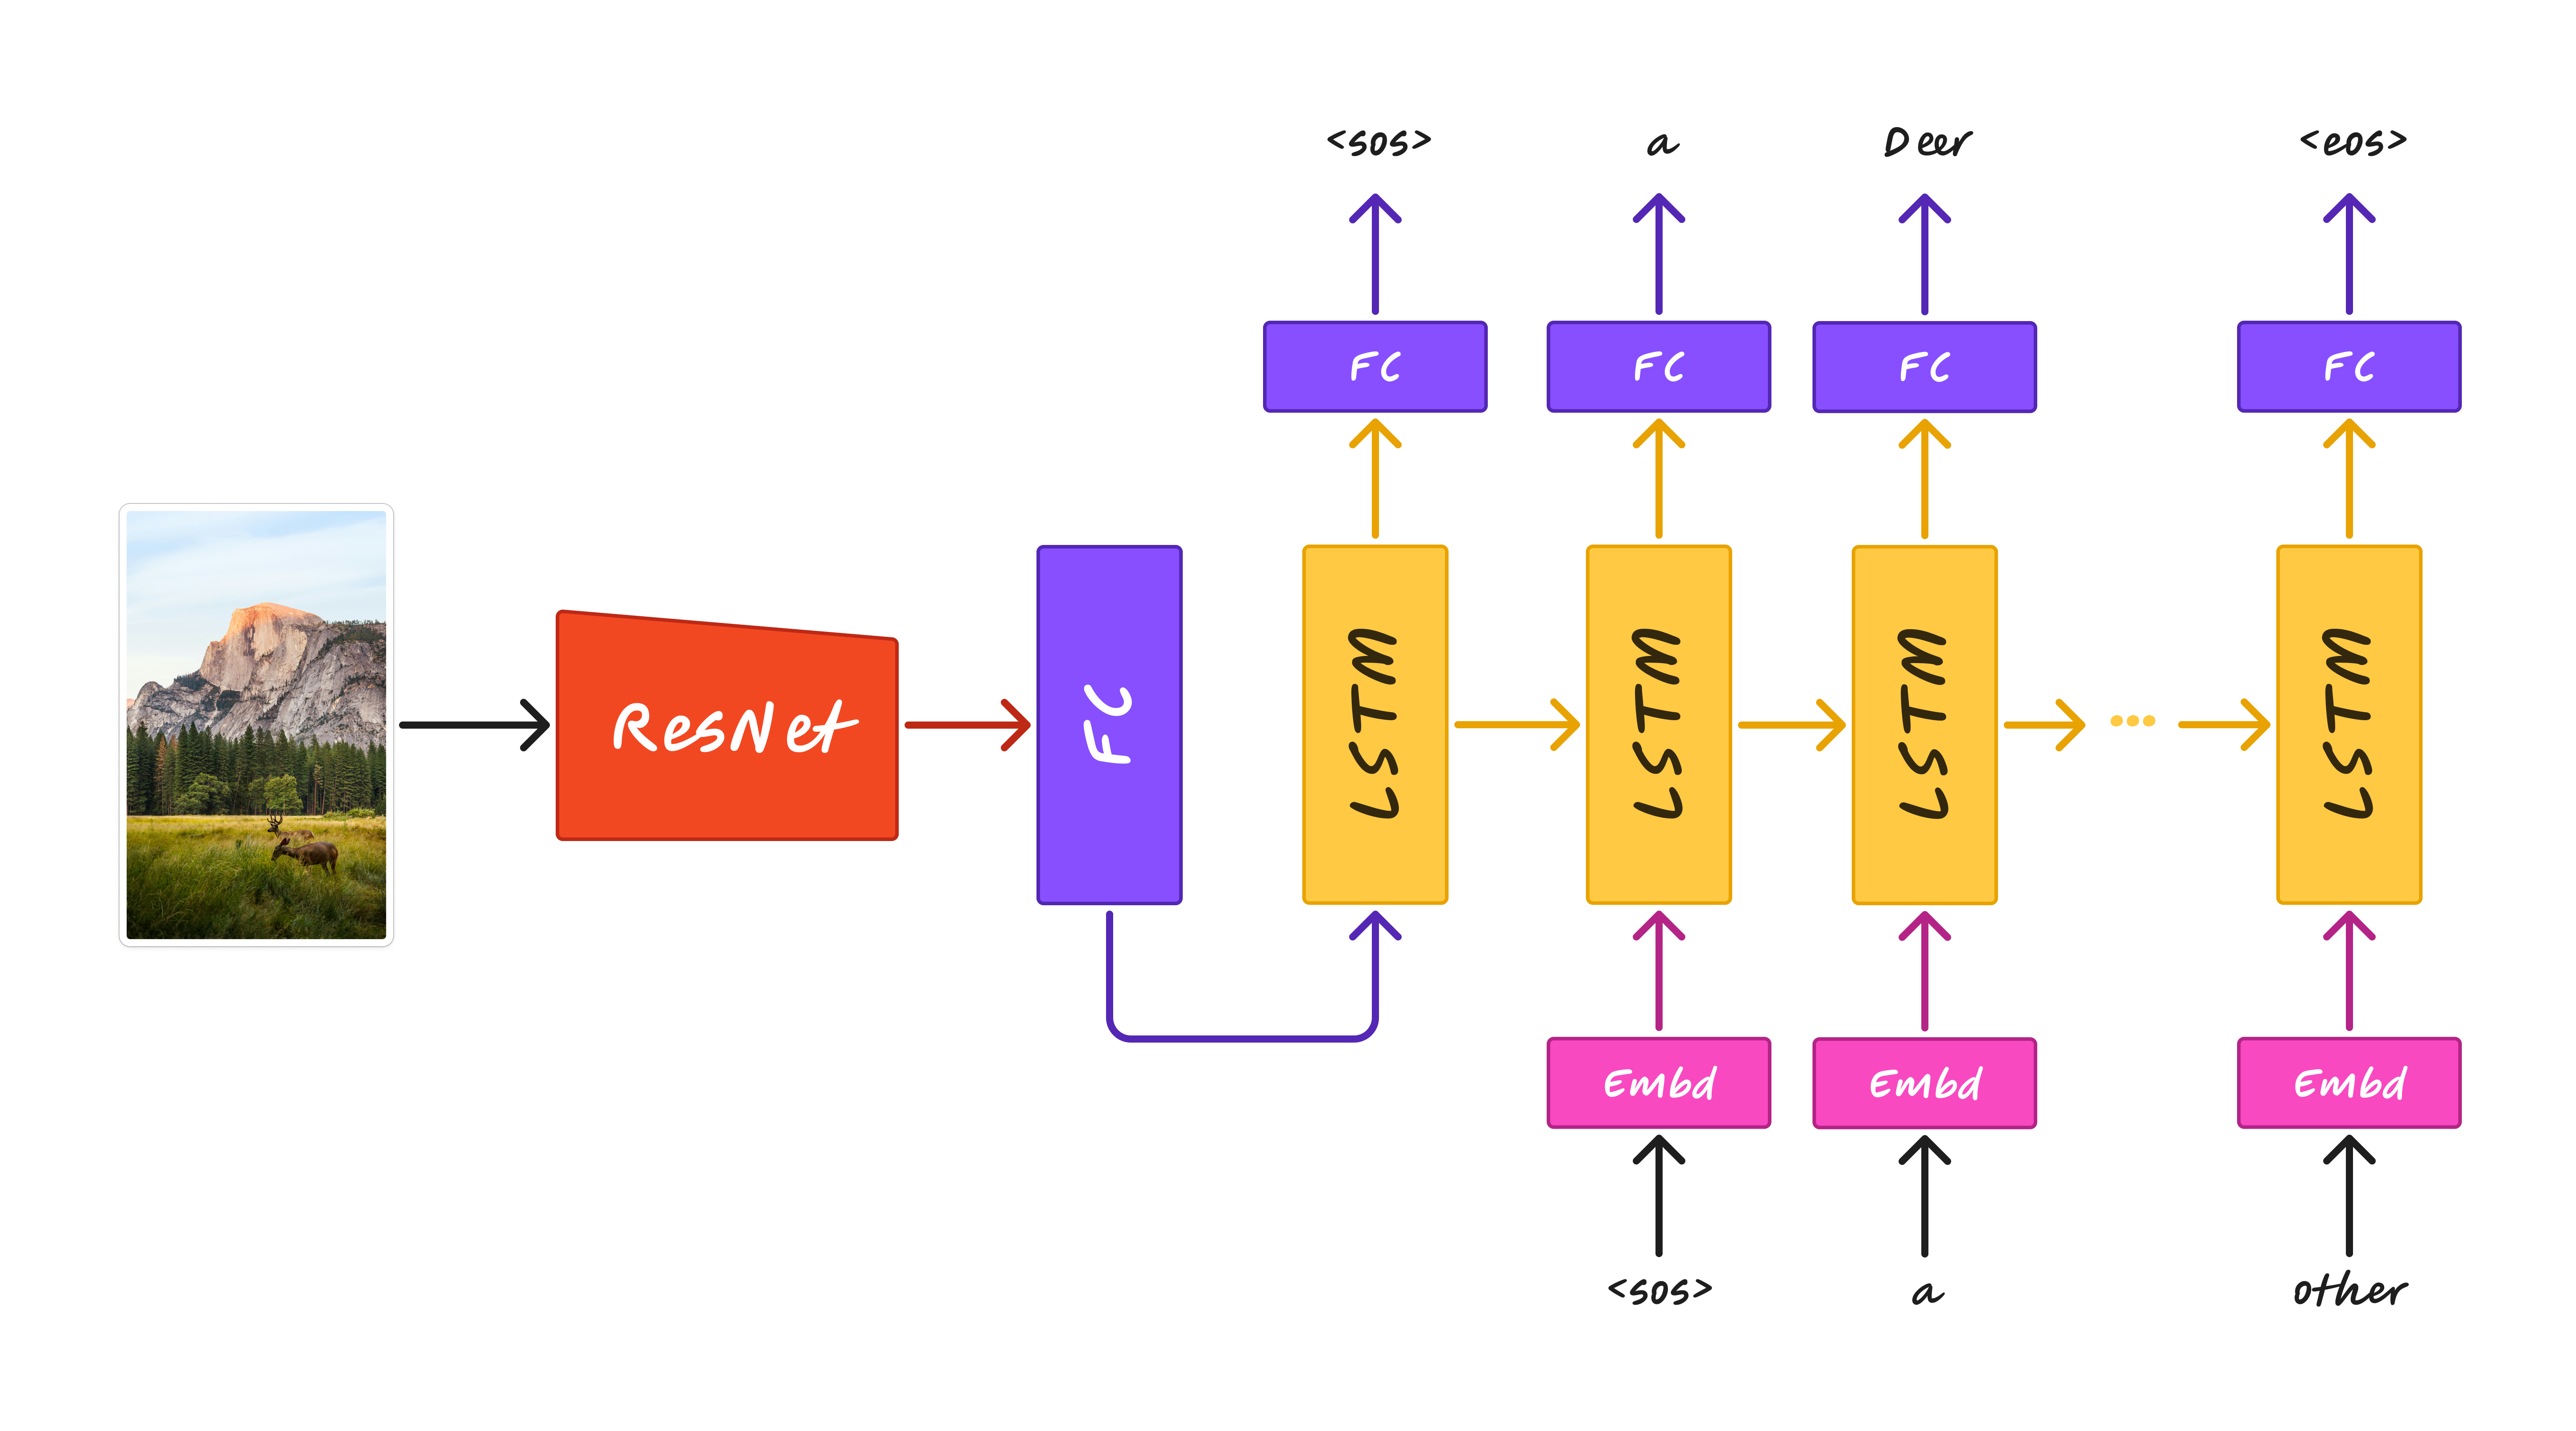 <sos> a Deer <eos>
FC FC FC FC
ResNet FC LSTM LSTM LSTM ... LSTM
Embd Embd Embd
<sos> a other